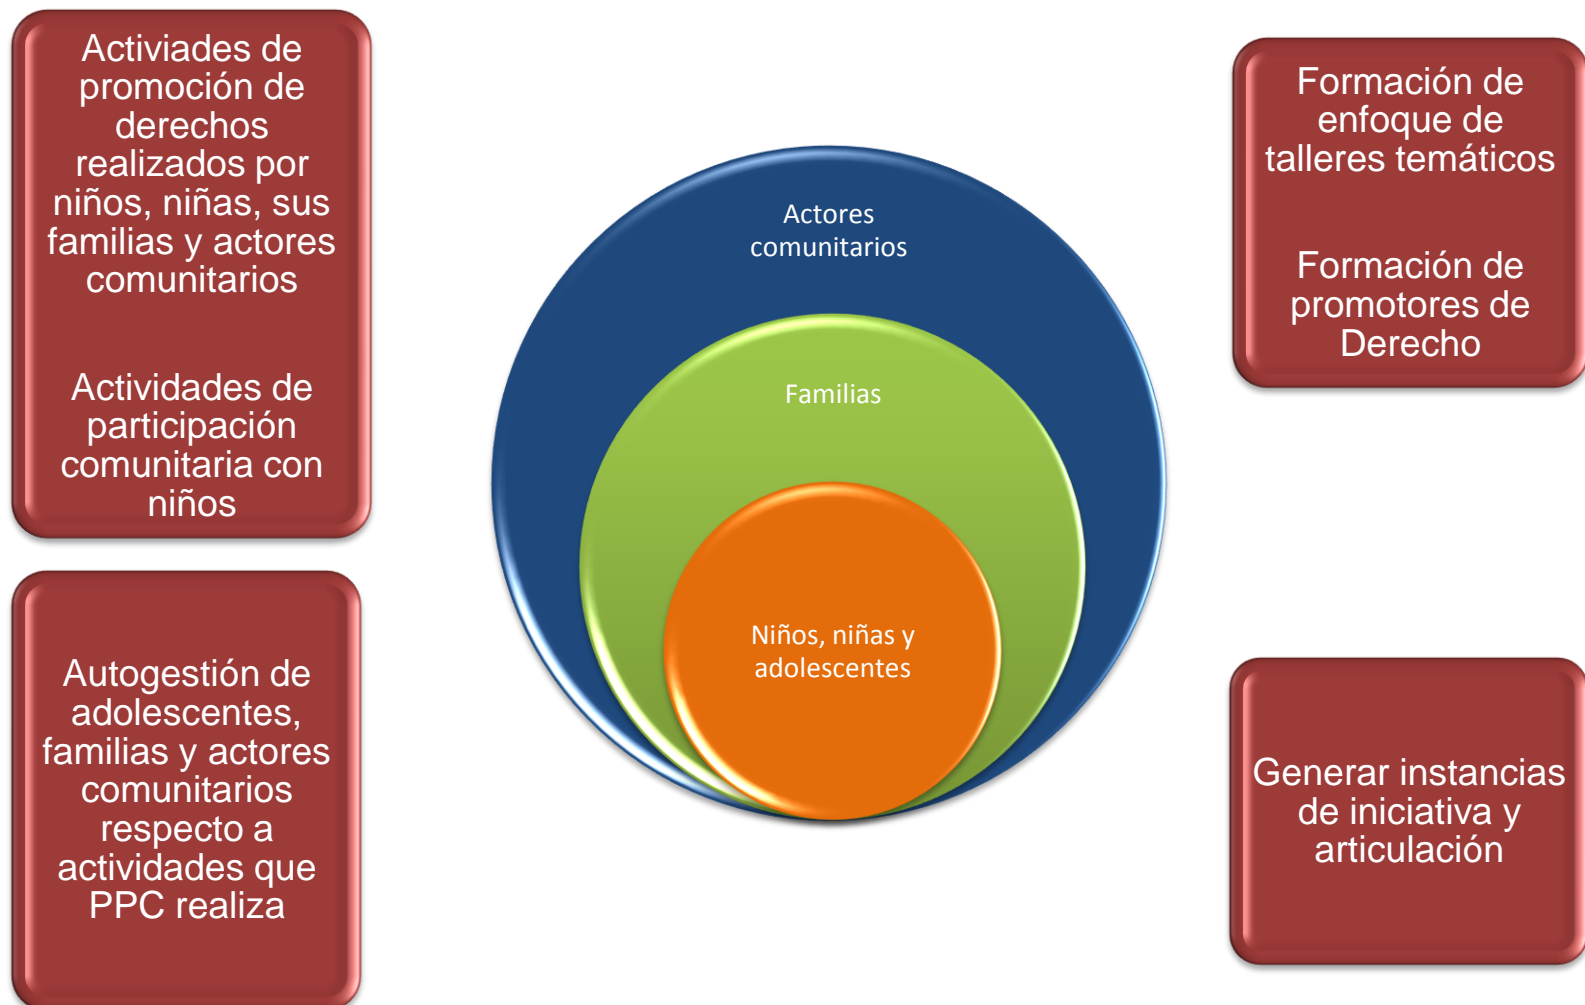 Activiades de
promoción de
derechos
realizados por
niños, niñas, sus
familias y actores
comunitarios
Actividades de
participación
comunitaria con
niños
Autogestión de
adolescentes,
familias y actores
comunitarios
respecto a
actividades que
PPC realiza
Actores
comunitarios
Familias
Niños, niñas y
adolescentes
Formación de
enfoque de
talleres temáticos
Formación de
promotores de
Derecho
Generar instancias
de iniciativa y
articulación